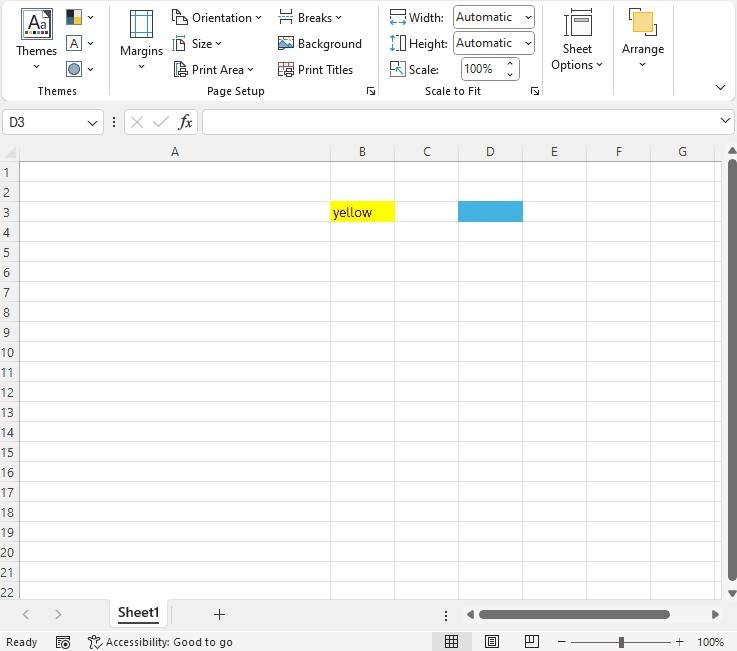 Themes
Themes
Margins
Orientation
Size
Print Area
Breaks
Background
Print Titles
Page Setup
Width: Automatic
Height: Automatic
Scale: 100%
Scale to Fit
Sheet
Options
Arrange
D3
fx
A B C D E F G
1
2
3 yellow
4
5
6
7
8
9
10
11
12
13
14
15
16
17
18
19
20
21
22
Sheet1
Ready Accessibility: Good to go 100%